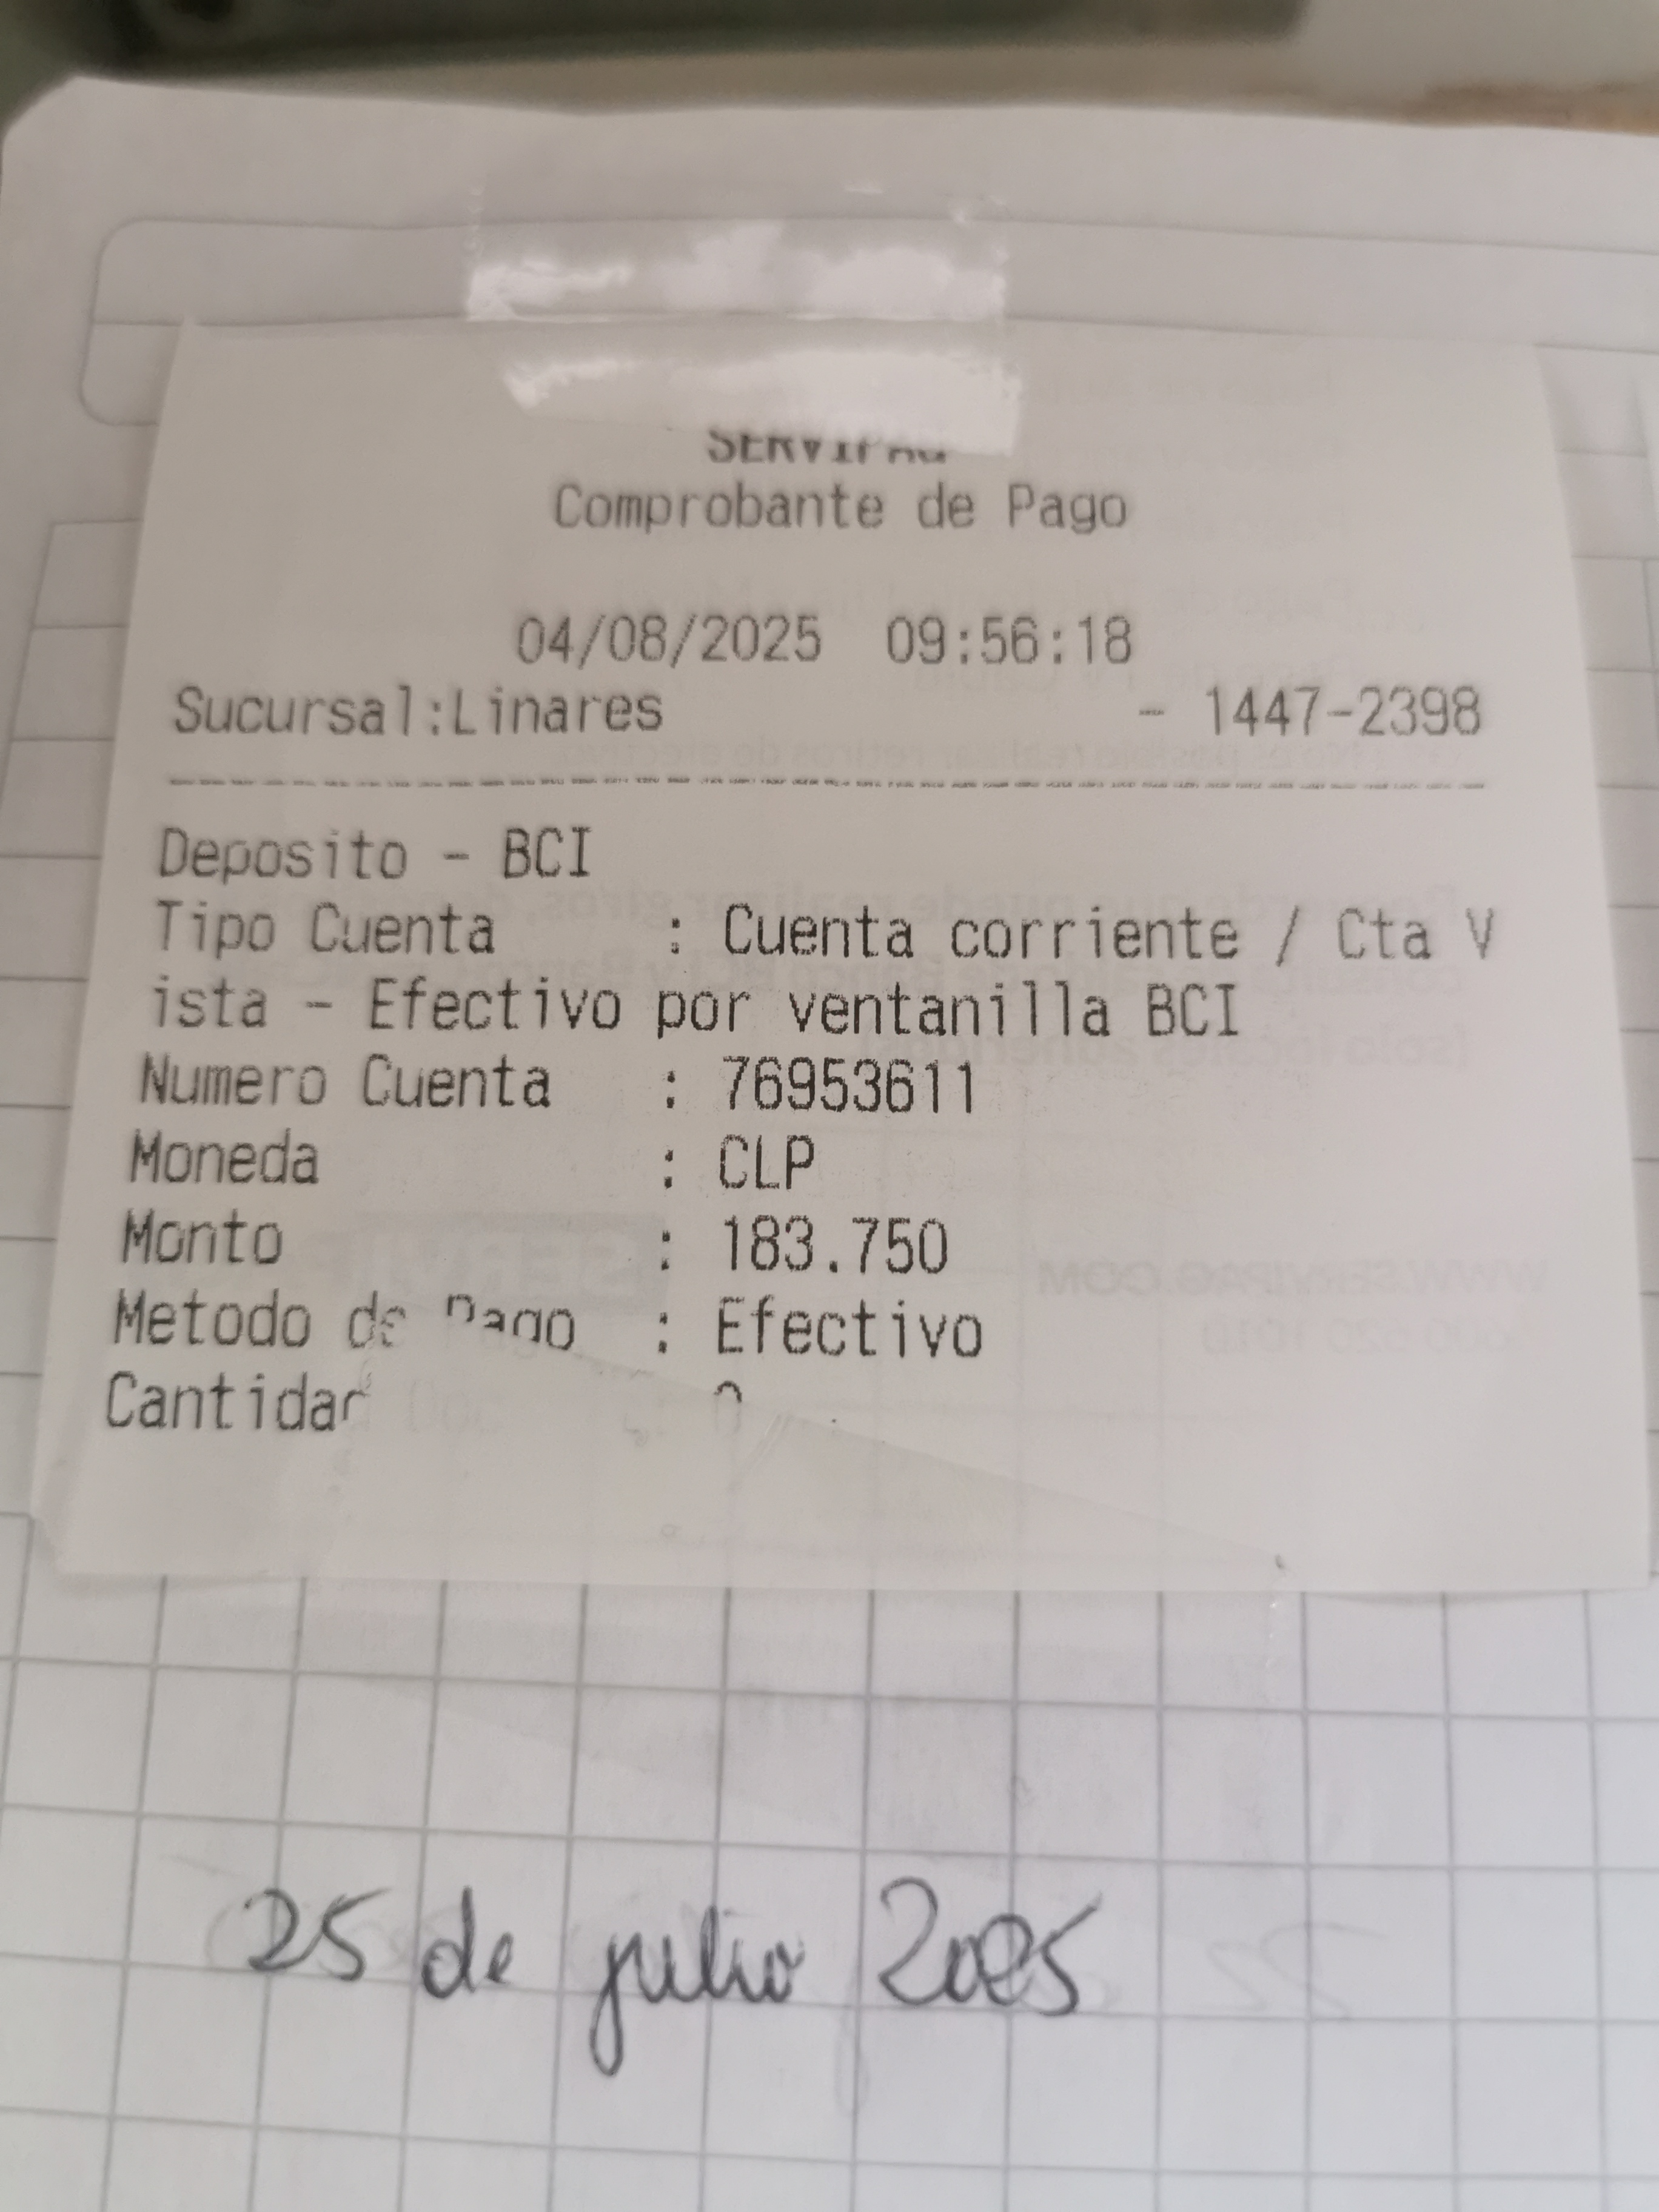 SERVIPAG
Comprobante de Pago
04/08/2025 09:56:18
Sucursal:Linares - 1447-2398
Deposito - BCI
Tipo Cuenta : Cuenta corriente / Cta V
ista - Efectivo por ventanilla BCI
Numero Cuenta : 76953611
Moneda : CLP
Monto : 183.750
Metodo de Pago : Efectivo
25 de julio 2025